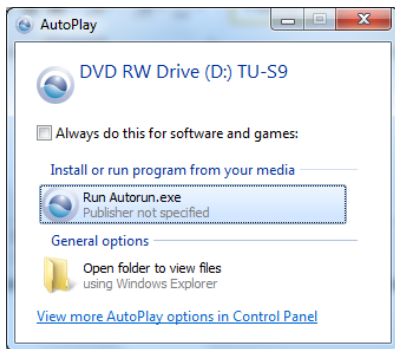 AutoPlay
DVD RW Drive (D:) TU-S9
Always do this for software and games:
Install or run program from your media
Run Autorun.exe
Publisher not specified
General options
Open folder to view files
using Windows Explorer
View more AutoPlay options in Control Panel